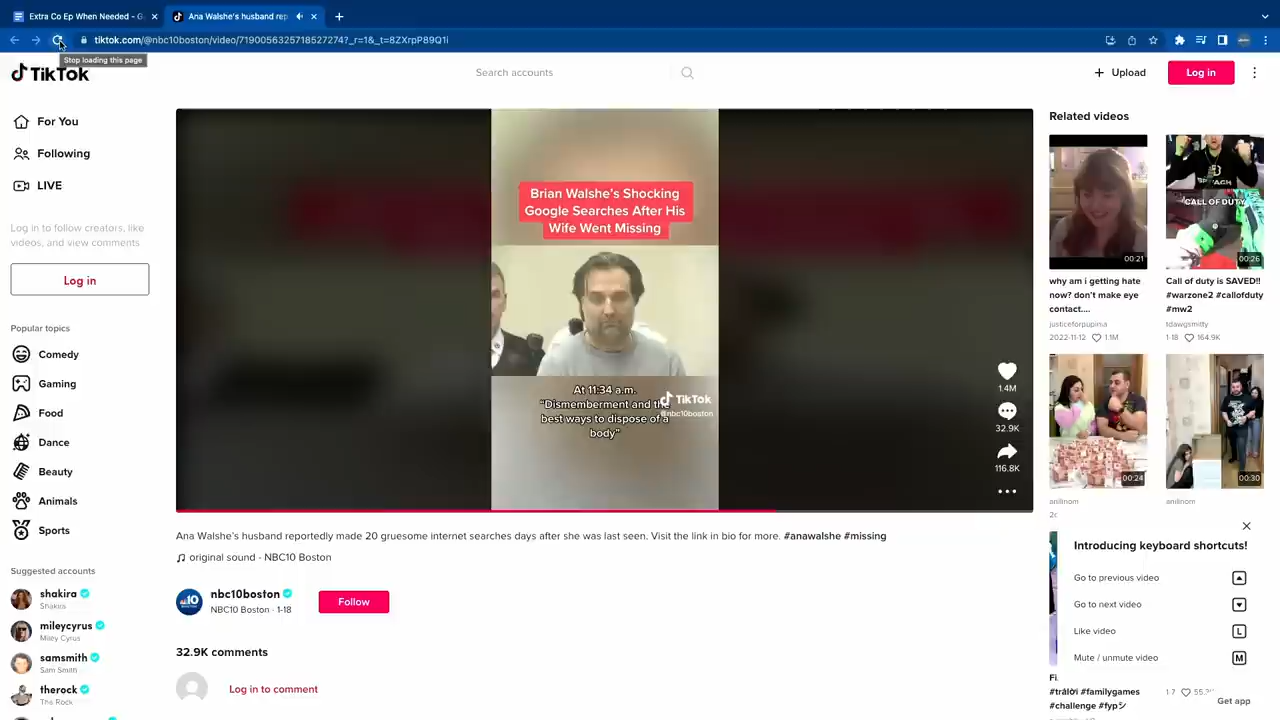 Extra Co Ep When Needed - G
Ana Walshe's husband rep
tiktok.com/@nbc10boston/video/7190056325718527274?_r=1&_t=8ZXrpP89Q1i
Stop loading this page
TikTok
Search accounts
Upload
Log in
For You
Following
LIVE
Log in to follow creators, like
videos, and view comments
Log in
Popular topics
Comedy
Gaming
Food
Dance
Beauty
Animals
Sports
Suggested accounts
shakira
Shakira
mileycyrus
Miley Cyrus
samsmith
Sam Smith
therock
The Rock
Brian Walshe's Shocking
Google Searches After His
Wife Went Missing
At 11:34 a.m.
"Dismemberment and the
best ways to dispose of a
body"
TikTok
@nbc10boston
1.4M
32.9K
116.8K
Ana Walshe's husband reportedly made 20 gruesome internet searches days after she was last seen. Visit the link in bio for more. #anawalshe #missing
original sound - NBC10 Boston
nbc10boston
NBC10 Boston · 1-18
Follow
32.9K comments
Log in to comment
Related videos
00:21
CALL OF DUTY
00:26
why am i getting hate
now? don't make eye
contact....
justiceforpupina
2022-11-12 1.1M
Call of duty is SAVED!!
#warzone2 #callofduty
#mw2
tdawgsmitty
1-18 164.9K
00:24
00:30
anilinom
anilinom
Introducing keyboard shortcuts!
Go to previous video
Go to next video
Like video
L
Mute / unmute video
M
Fi
#tràlời #familygames
#challenge #fypシ
1-7
Get app